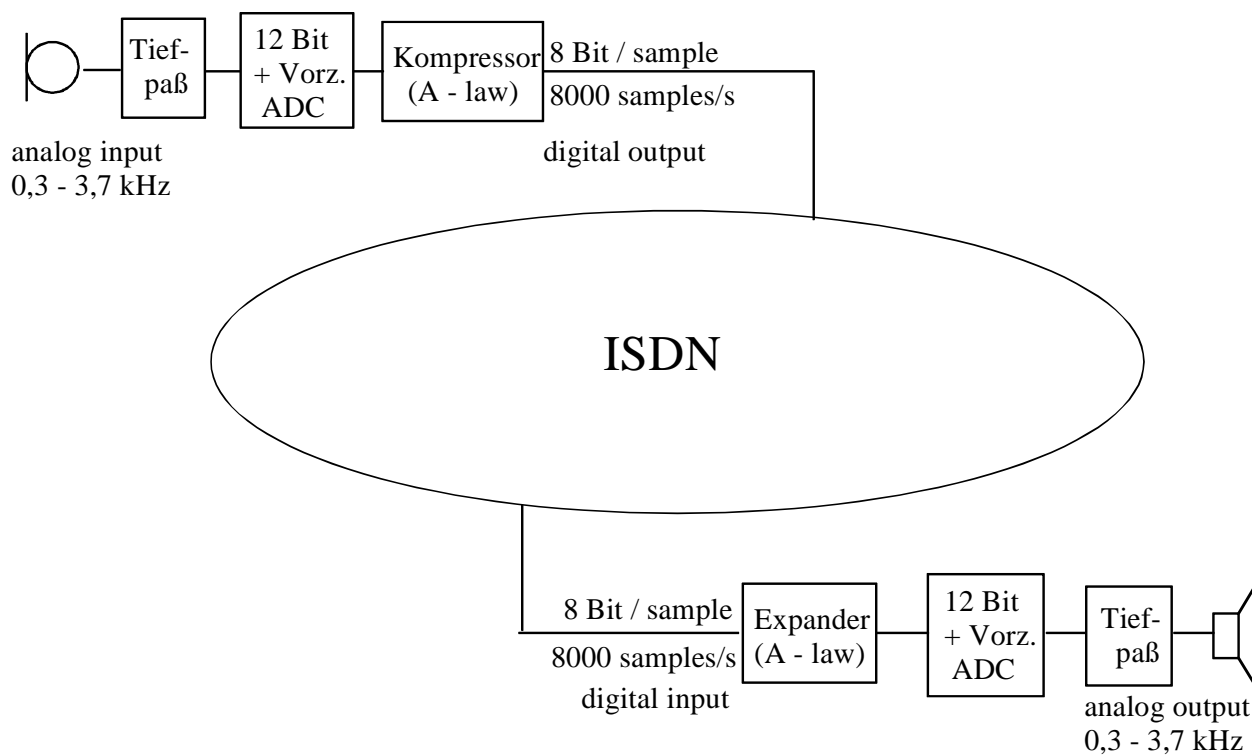 Tief-
paß
12 Bit
+ Vorz.
ADC
Kompressor
(A - law)
8 Bit / sample
8000 samples/s
analog input
0,3 - 3,7 kHz
digital output
ISDN
8 Bit / sample
8000 samples/s
digital input
Expander
(A - law)
12 Bit
+ Vorz.
ADC
Tief-
paß
analog output
0,3 - 3,7 kHz